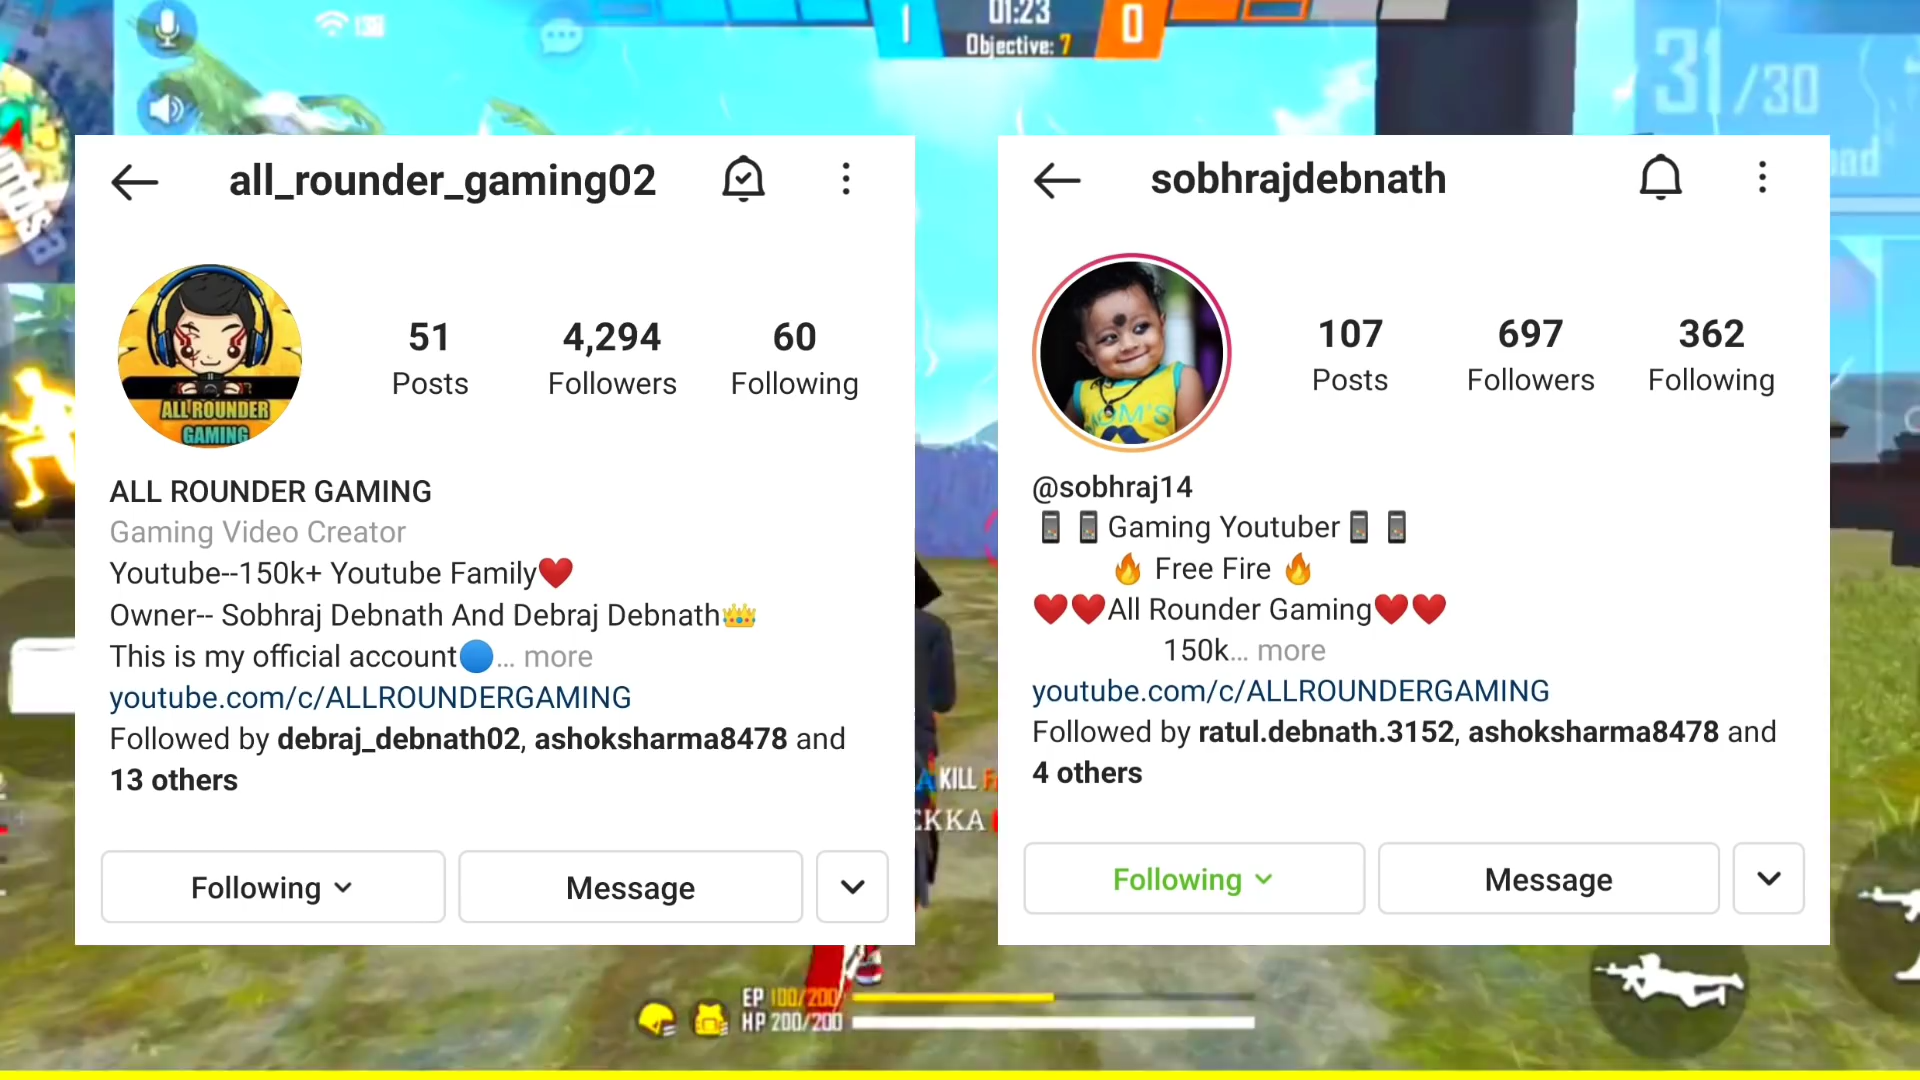 1
01:23
0
Objective: 7
31/30
all_rounder_gaming02
ALL ROUNDER
GAMING
51
4,294
60
Posts
Followers
Following
ALL ROUNDER GAMING
Gaming Video Creator
Youtube--150k+ Youtube Family❤️
Owner-- Sobhraj Debnath And Debraj Debnath👑
This is my official account🔵... more
youtube.com/c/ALLROUNDERGAMING
Followed by debraj_debnath02, ashoksharma8478 and
13 others
Following
Message
sobhrajdebnath
MOM'S
107
697
362
Posts
Followers
Following
@sobhraj14
Gaming Youtuber
🔥 Free Fire 🔥
❤️❤️All Rounder Gaming❤️❤️
150k... more
youtube.com/c/ALLROUNDERGAMING
Followed by ratul.debnath.3152, ashoksharma8478 and
4 others
Following
Message
KILL
EP 100/200
HP 200/200